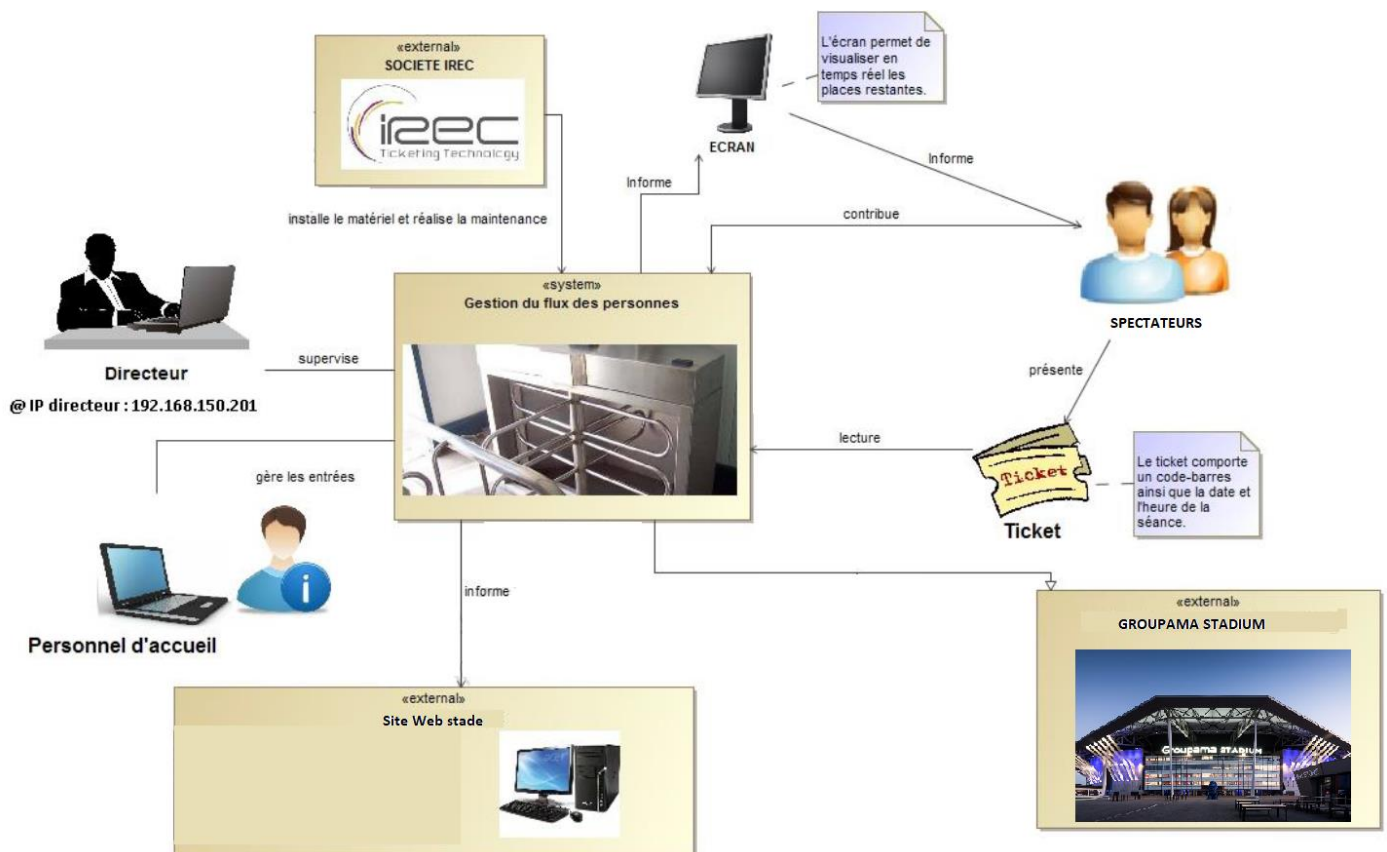 «external»
SOCIETE IREC
irec
Ticketing Technolcgy
L'écran permet de
visualiser en
temps réel les
places restantes.
ECRAN
Informe
Informe
installe le matériel et réalise la maintenance
contribue
«system»
Gestion du flux des personnes
SPECTATEURS
supervise
Directeur
@ IP directeur : 192.168.150.201
présente
lecture
Ticket
Ticket
Le ticket comporte
un code-barres
ainsi que la date et
l'heure de la
séance.
gère les entrées
i
Personnel d'accueil
informe
«external»
GROUPAMA STADIUM
GROUPAMA STADIUM
«external»
Site Web stade